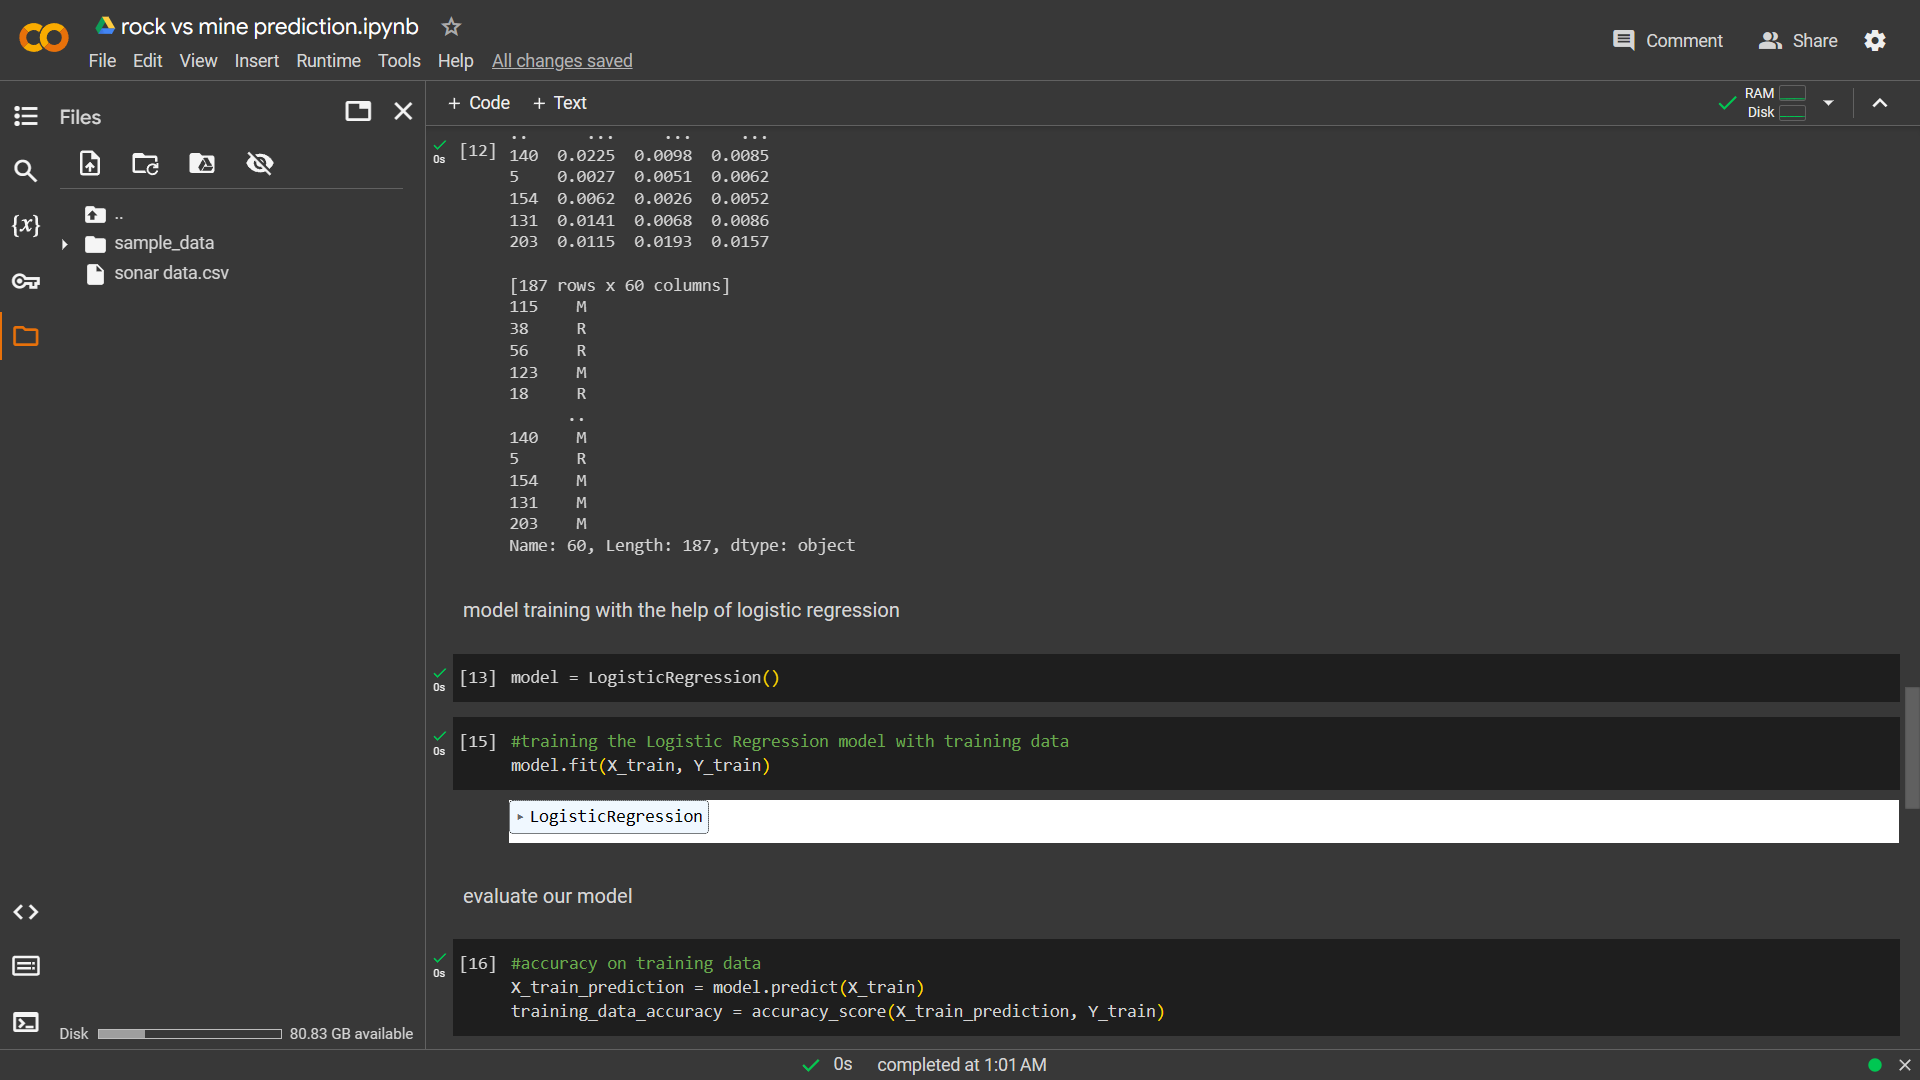 rock vs mine prediction.ipynb
File Edit View Insert Runtime Tools Help All changes saved
Comment Share
Files
+ Code + Text
RAM
Disk
..
sample_data
sonar data.csv
Disk 80.83 GB available
0s
[12]
.. ... ... ...
140 0.0225 0.0098 0.0085
5 0.0027 0.0051 0.0062
154 0.0062 0.0026 0.0052
131 0.0141 0.0068 0.0086
203 0.0115 0.0193 0.0157
[187 rows x 60 columns]
115 M
38 R
56 R
123 M
18 R
..
140 M
5 R
154 M
131 M
203 M
Name: 60, Length: 187, dtype: object
model training with the help of logistic regression
0s
[13] model = LogisticRegression()
0s
[15] #training the Logistic Regression model with training data
model.fit(X_train, Y_train)
LogisticRegression
evaluate our model
0s
[16] #accuracy on training data
X_train_prediction = model.predict(X_train)
training_data_accuracy = accuracy_score(X_train_prediction, Y_train)
0s completed at 1:01 AM